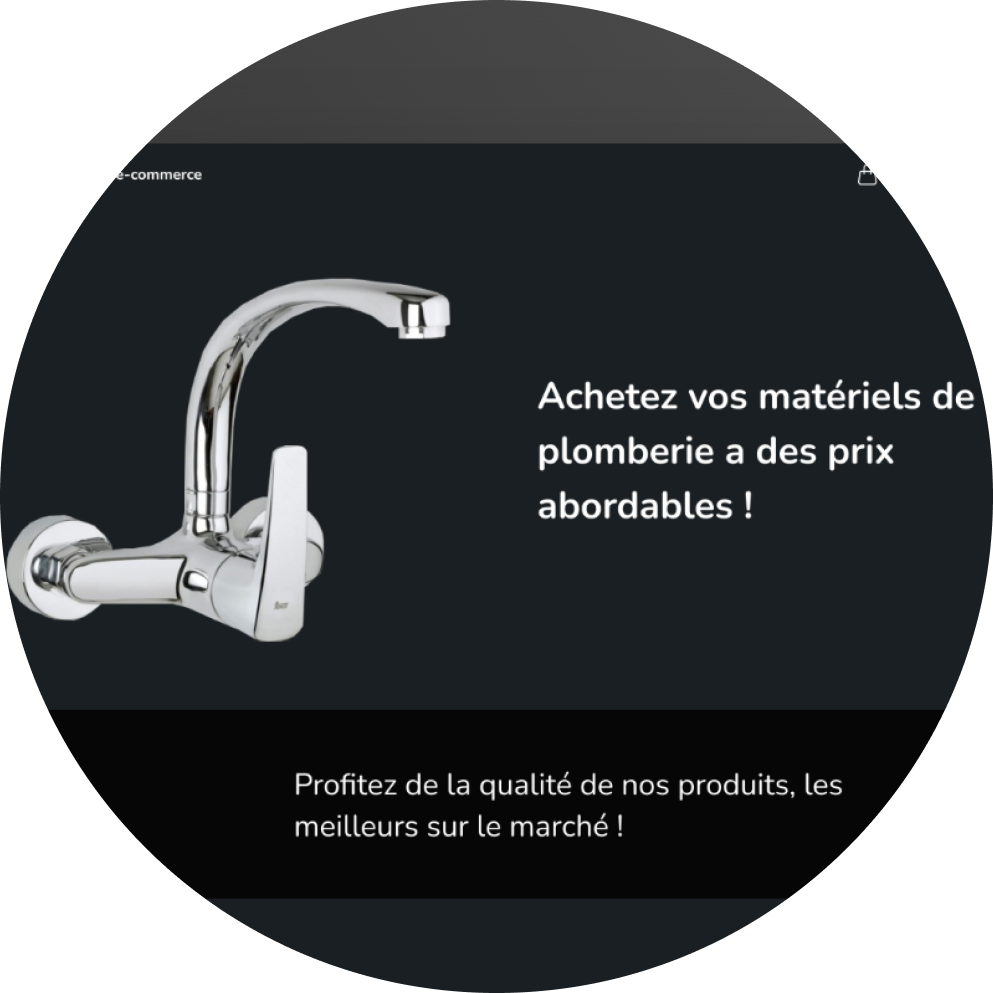 e-commerce
Achetez vos matériels de
plomberie a des prix
abordables !
Profitez de la qualité de nos produits, les
meilleurs sur le marché !